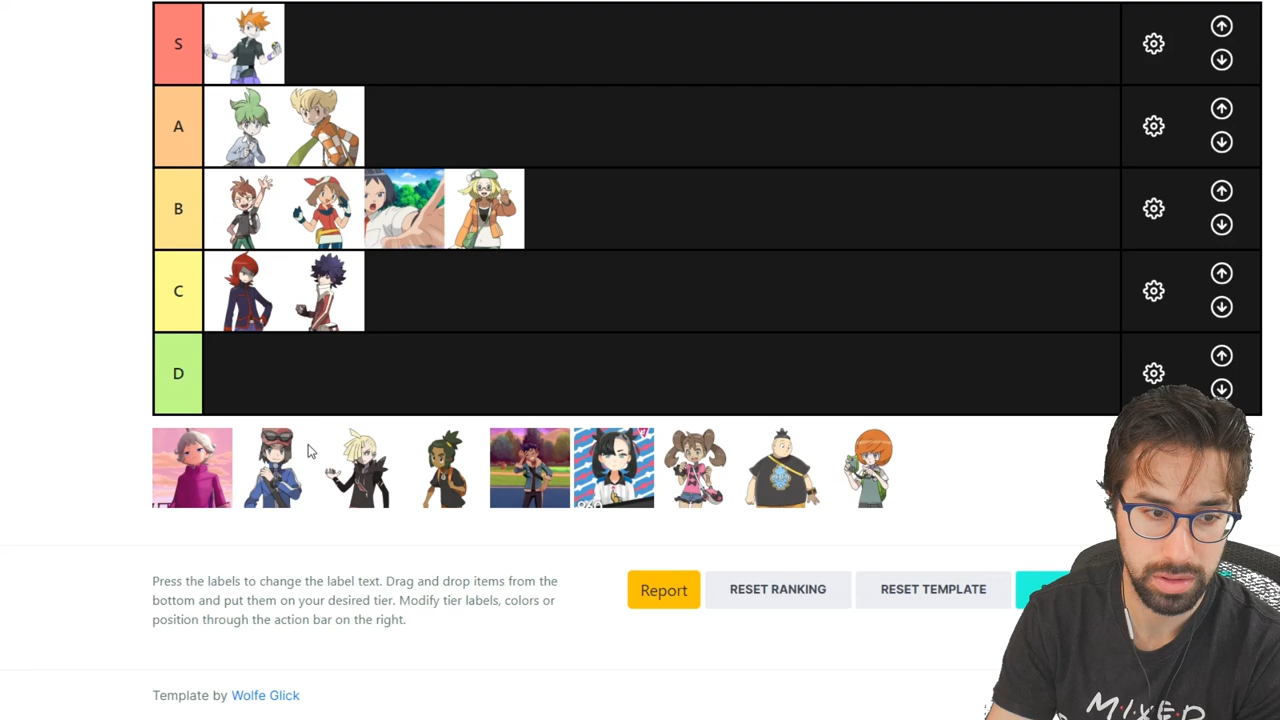 S
A
B
C
D
Report
RESET RANKING
RESET TEMPLATE
Press the labels to change the label text. Drag and drop items from the
bottom and put them on your desired tier. Modify tier labels, colors or
position through the action bar on the right.
Template by Wolfe Glick
MIXED